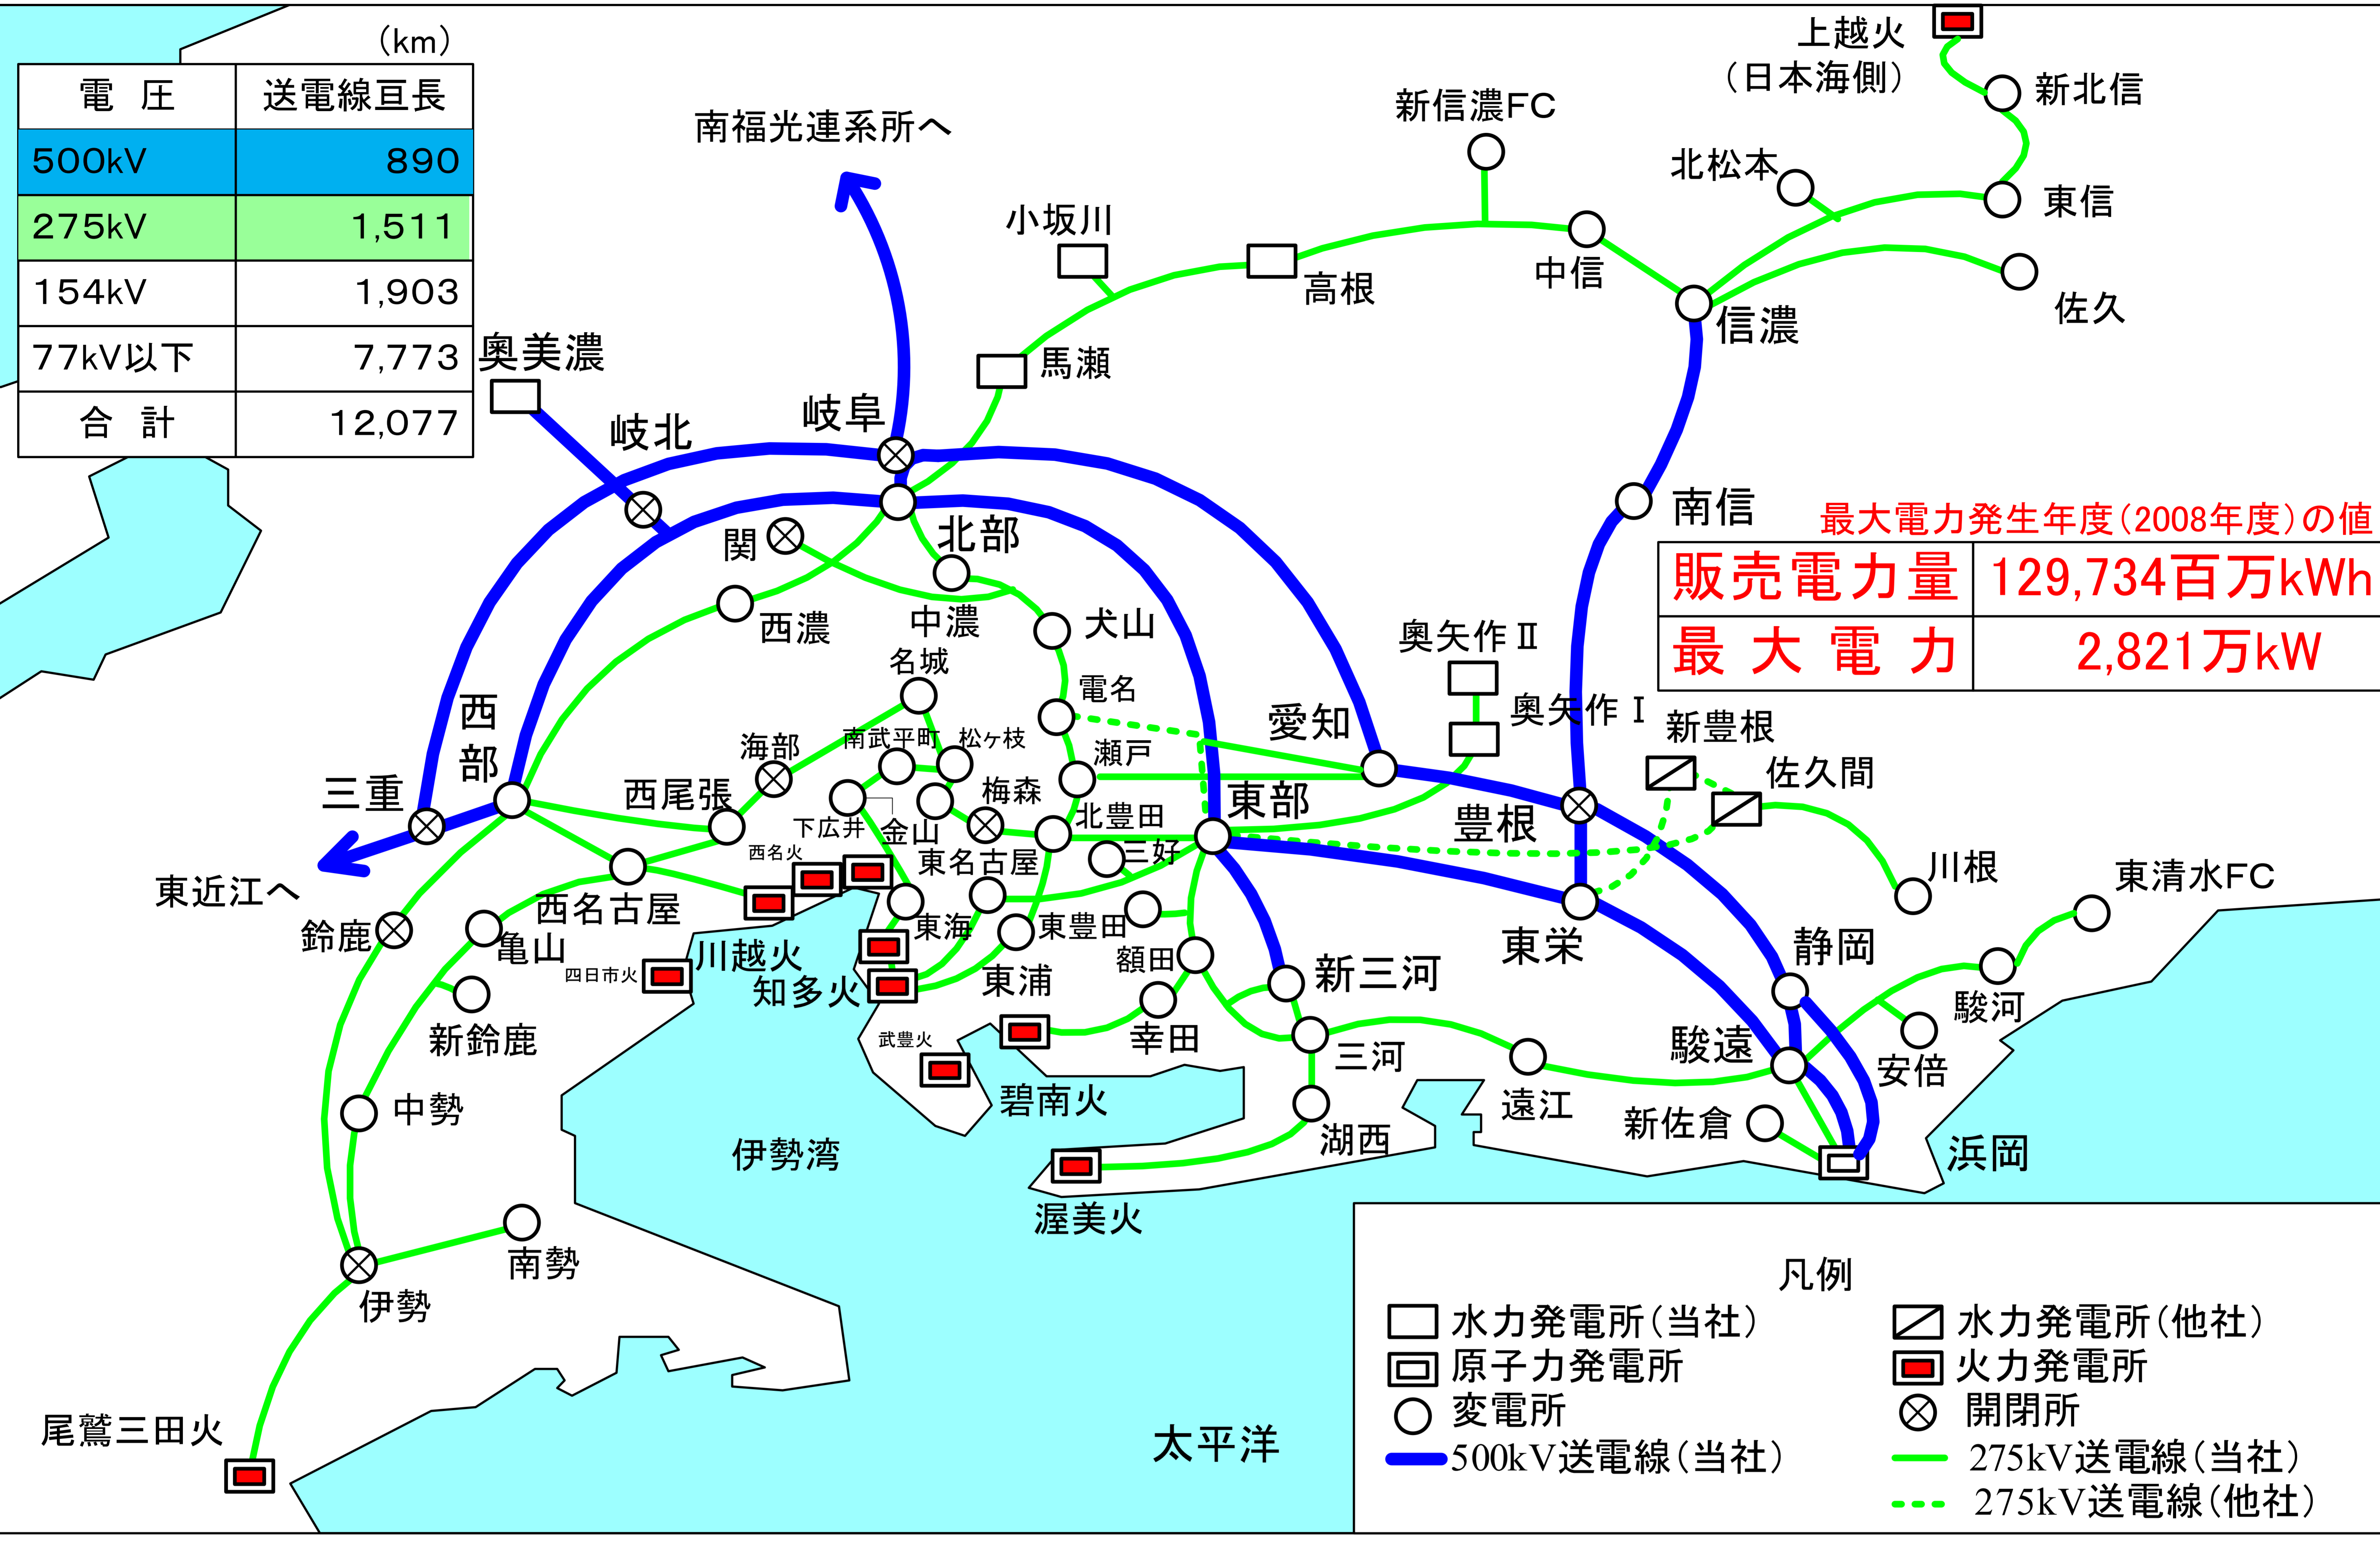 （km）
電　圧　送電線亘長
500kV　890
275kV　1,511
154kV　1,903
77kV以下　7,773
合　計　12,077
上越火
（日本海側）
新北信
新信濃FC
南福光連系所へ
北松本
東信
小坂川
高根
中信
佐久
信濃
馬瀬
奥美濃
岐阜
岐北
南信
最大電力発生年度（2008年度）の値
販売電力量　129,734百万kWh
最大電力　2,821万kW
関
北部
西濃
中濃
犬山
奥矢作Ⅱ
名城
電名
奥矢作Ⅰ
愛知
新豊根
西部
海部
南武平町
松ヶ枝
瀬戸
佐久間
三重
西尾張
梅森
東部
下広井
金山
北豊田
豊根
西名火
東名古屋
三好
川根
東清水FC
東近江へ
西名古屋
鈴鹿
亀山
東海
東豊田
東栄
静岡
川越火
四日市火
額田
新三河
知多火
東浦
駿河
新鈴鹿
武豊火
幸田
三河
駿遠
安倍
碧南火
遠江
中勢
新佐倉
伊勢湾
湖西
浜岡
渥美火
南勢
伊勢
尾鷲三田火
太平洋
凡例
水力発電所（当社）　水力発電所（他社）
原子力発電所　火力発電所
変電所　開閉所
500kV送電線（当社）　275kV送電線（当社）
275kV送電線（他社）